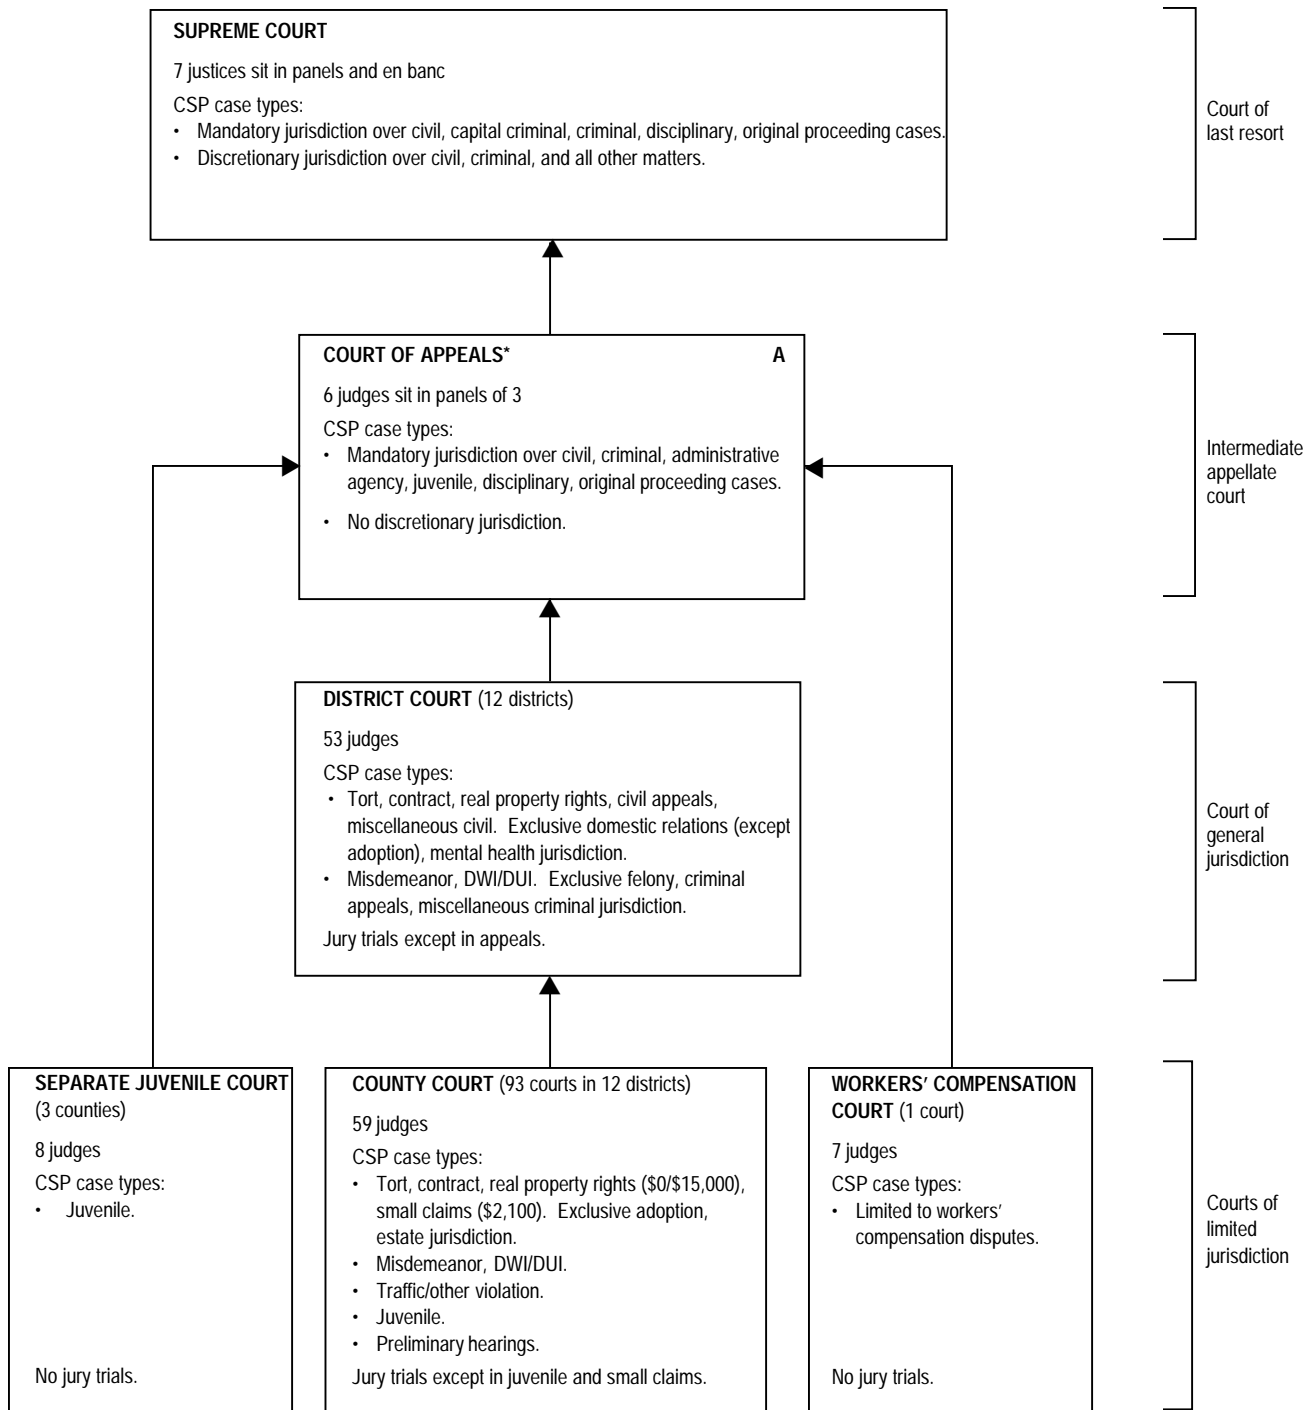 SUPREME COURT
7 justices sit in panels and en banc
CSP case types:
• Mandatory jurisdiction over civil, capital criminal, criminal, disciplinary, original proceeding cases.
• Discretionary jurisdiction over civil, criminal, and all other matters.
Court of
last resort
COURT OF APPEALS* A
6 judges sit in panels of 3
CSP case types:
• Mandatory jurisdiction over civil, criminal, administrative
agency, juvenile, disciplinary, original proceeding cases.
• No discretionary jurisdiction.
Intermediate
appellate
court
DISTRICT COURT (12 districts)
53 judges
CSP case types:
• Tort, contract, real property rights, civil appeals,
miscellaneous civil. Exclusive domestic relations (except
adoption), mental health jurisdiction.
• Misdemeanor, DWI/DUI. Exclusive felony, criminal
appeals, miscellaneous criminal jurisdiction.
Jury trials except in appeals.
Court of
general
jurisdiction
SEPARATE JUVENILE COURT
(3 counties)
8 judges
CSP case types:
• Juvenile.
No jury trials.
COUNTY COURT (93 courts in 12 districts)
59 judges
CSP case types:
• Tort, contract, real property rights ($0/$15,000),
small claims ($2,100). Exclusive adoption,
estate jurisdiction.
• Misdemeanor, DWI/DUI.
• Traffic/other violation.
• Juvenile.
• Preliminary hearings.
Jury trials except in juvenile and small claims.
WORKERS' COMPENSATION
COURT (1 court)
7 judges
CSP case types:
• Limited to workers'
compensation disputes.
No jury trials.
Courts of
limited
jurisdiction